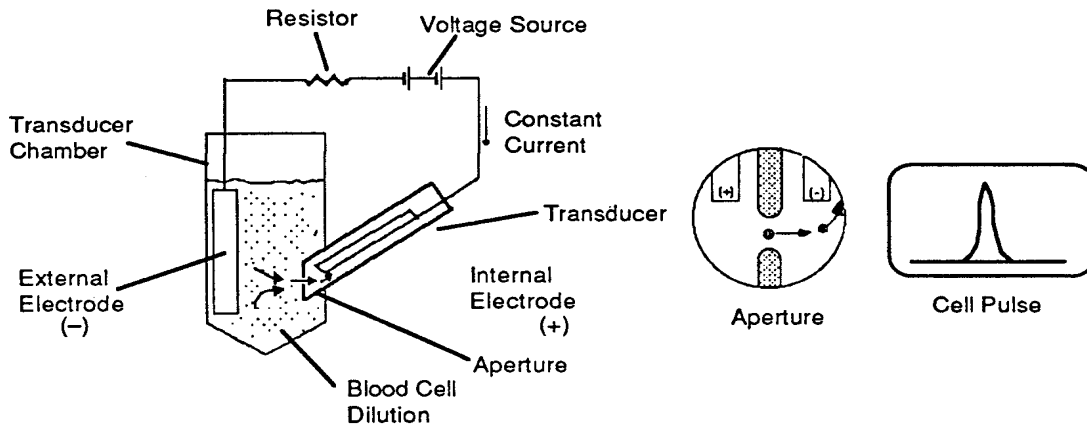 Resistor
Voltage Source
Transducer
Chamber
Constant
Current
Transducer
External
Electrode
(–)
Internal
Electrode
(+)
Aperture
Blood Cell
Dilution
(+)
(-)
Aperture
Cell Pulse